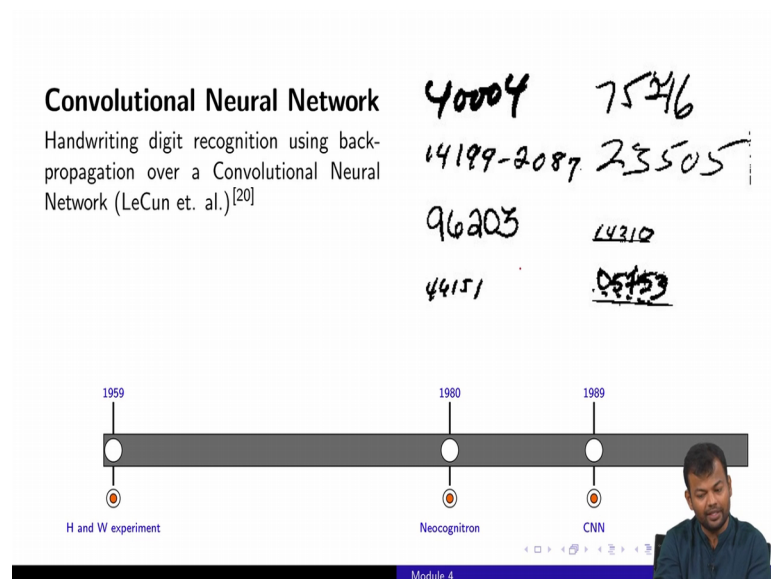 Convolutional Neural Network
Handwriting digit recognition using back-
propagation over a Convolutional Neural
Network (LeCun et. al.)[20]
40004
14199-2087
96203
44151
23505
14310
05753
1959
1980
1989
H and W experiment
Neocognitron
CNN
Module 4